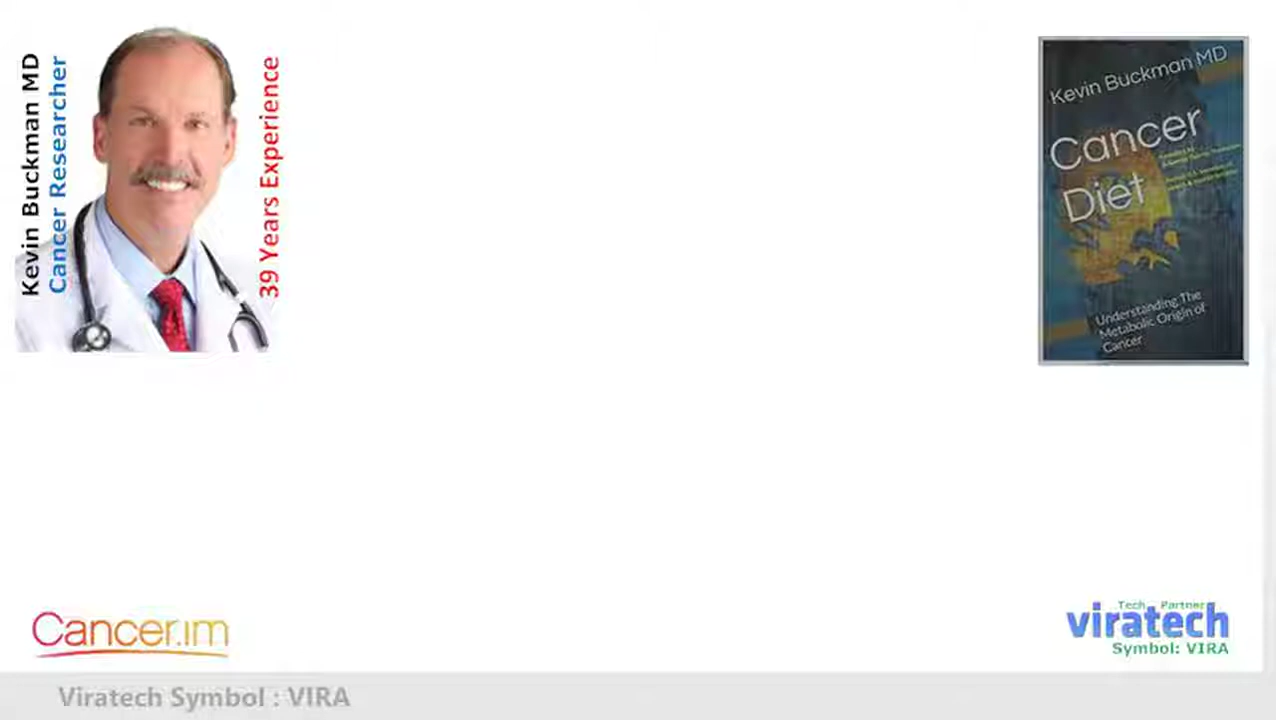 Kevin Buckman MD
Cancer Researcher
39 Years Experience
Kevin Buckman MD
Cancer
Diet
Understanding The
Metabolic Origin of
Cancer
Cancer.im
Tech Partner
viratech
Symbol: VIRA
Viratech Symbol : VIRA